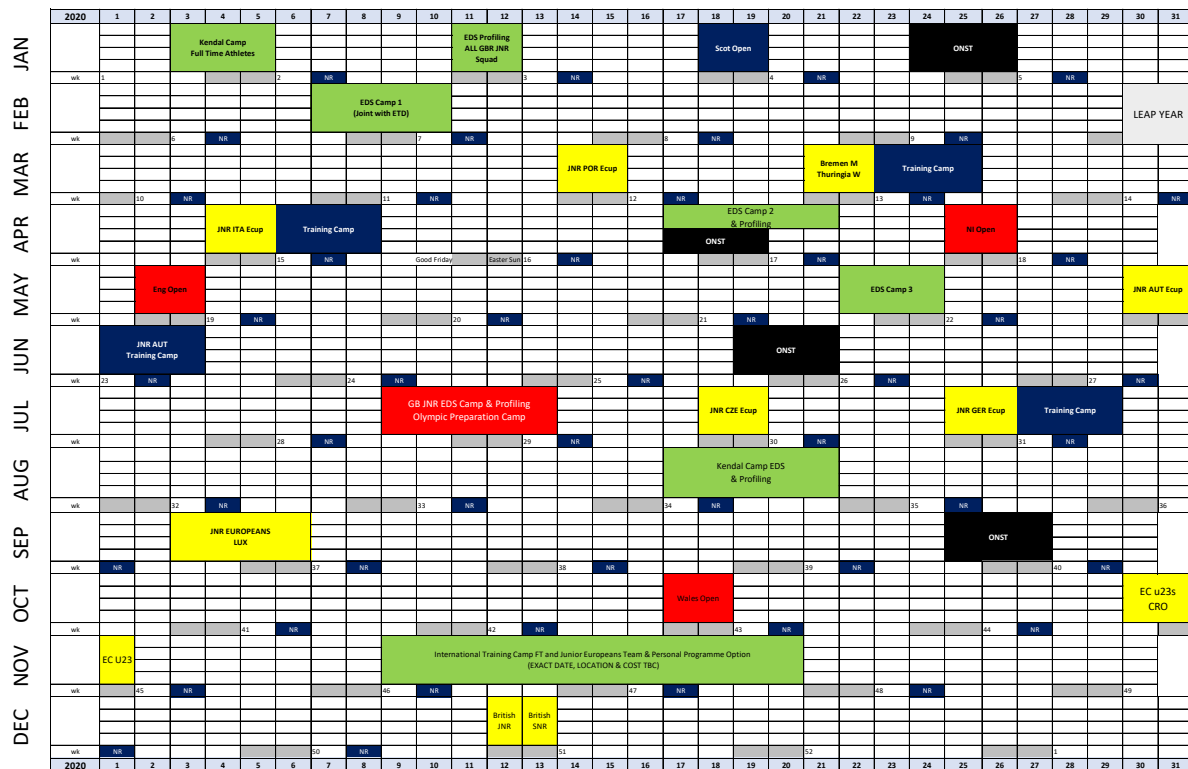 2020 1 2 3 4 5 6 7 8 9 10 11 12 13 14 15 16 17 18 19 20 21 22 23 24 25 26 27 28 29 30 31
JAN
Kendal Camp
Full Time Athletes
EDS Profiling
ALL GBR JNR
Squad
Scot Open
ONST
wk 1 2 NR 3 NR 4 NR 5 NR
FEB
EDS Camp 1
(Joint with ETD)
LEAP YEAR
wk 6 NR 7 NR 8 NR 9 NR
MAR
JNR POR Ecup
Bremen M
Thuringia W
Training Camp
wk 10 NR 11 NR 12 NR 13 NR 14 NR
APR
JNR ITA Ecup
Training Camp
EDS Camp 2
& Profiling
ONST
NI Open
wk 15 NR Good Friday Easter Sun 16 NR 17 NR 18 NR
MAY
Eng Open
EDS Camp 3
JNR AUT Ecup
wk 19 NR 20 NR 21 NR 22 NR
JUN
JNR AUT
Training Camp
ONST
wk 23 NR 24 NR 25 NR 26 NR 27 NR
JUL
GB JNR EDS Camp & Profiling
Olympic Preparation Camp
JNR CZE Ecup
JNR GER Ecup
Training Camp
wk 28 NR 29 NR 30 NR 31 NR
AUG
Kendal Camp EDS
& Profiling
wk 32 NR 33 NR 34 NR 35 NR 36
SEP
JNR EUROPEANS
LUX
ONST
wk NR 37 NR 38 NR 39 NR 40 NR
OCT
Wales Open
EC u23s
CRO
wk 41 NR 42 NR 43 NR 44 NR
NOV
EC U23
International Training Camp FT and Junior Europeans Team & Personal Programme Option
(EXACT DATE, LOCATION & COST TBC)
wk 45 NR 46 NR 47 NR 48 NR 49
DEC
British
JNR
British
SNR
wk NR 50 NR 51 52 1
2020 1 2 3 4 5 6 7 8 9 10 11 12 13 14 15 16 17 18 19 20 21 22 23 24 25 26 27 28 29 30 31